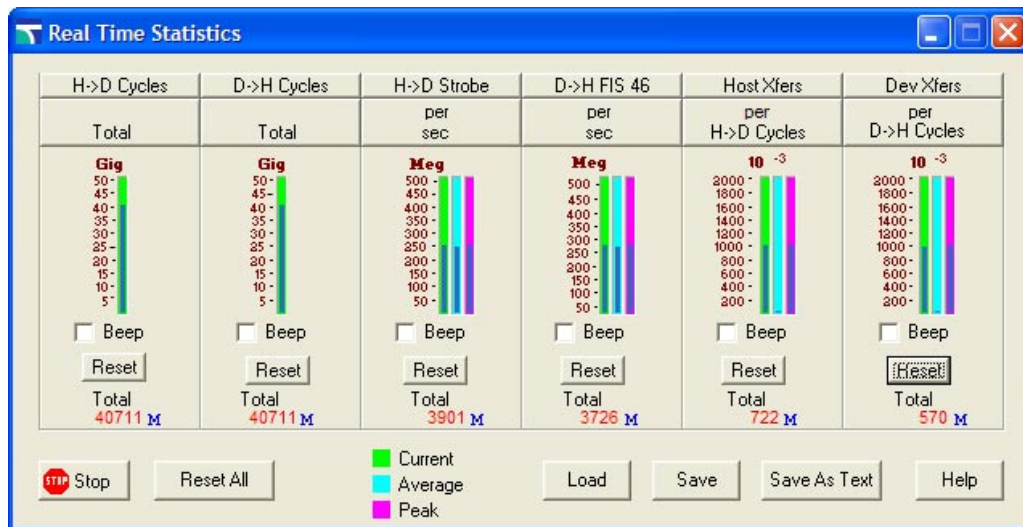 Real Time Statistics
H->D Cycles D->H Cycles H->D Strobe D->H FIS 46 Host Xfers Dev Xfers
Total Total per sec per sec per H->D Cycles per D->H Cycles
Gig Gig Meg Meg 10 -3 10 -3
50 50 500 500 2000 2000
45 45 450 450 1800 1800
40 40 400 400 1600 1600
35 35 350 350 1400 1400
30 30 300 300 1200 1200
25 25 250 250 1000 1000
20 20 200 200 800 800
15 15 150 150 600 600
10 10 100 100 400 400
5 5 50 50 200 200
Beep Beep Beep Beep Beep Beep
Reset Reset Reset Reset Reset Reset
Total Total Total Total Total Total
40711 M 40711 M 3901 M 3726 M 722 M 570 M
STOP Stop Reset All Current Load Save Save As Text Help
Average
Peak